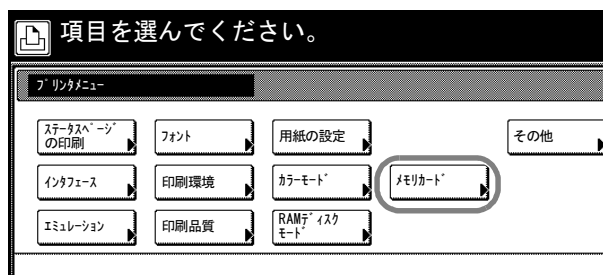 項目を選んでください。
ﾌﾟﾘﾝﾀﾒﾆｭｰ
ｽﾃｰﾀｽﾍﾟｰｼﾞ
の印刷
ﾌｫﾝﾄ
用紙の設定
その他
ｲﾝﾀﾌｪｰｽ
印刷環境
ｶﾗｰﾓｰﾄﾞ
ﾒﾓﾘｶｰﾄﾞ
ｴﾐｭﾚｰｼｮﾝ
印刷品質
RAMﾃﾞｨｽｸ
ﾓｰﾄﾞ